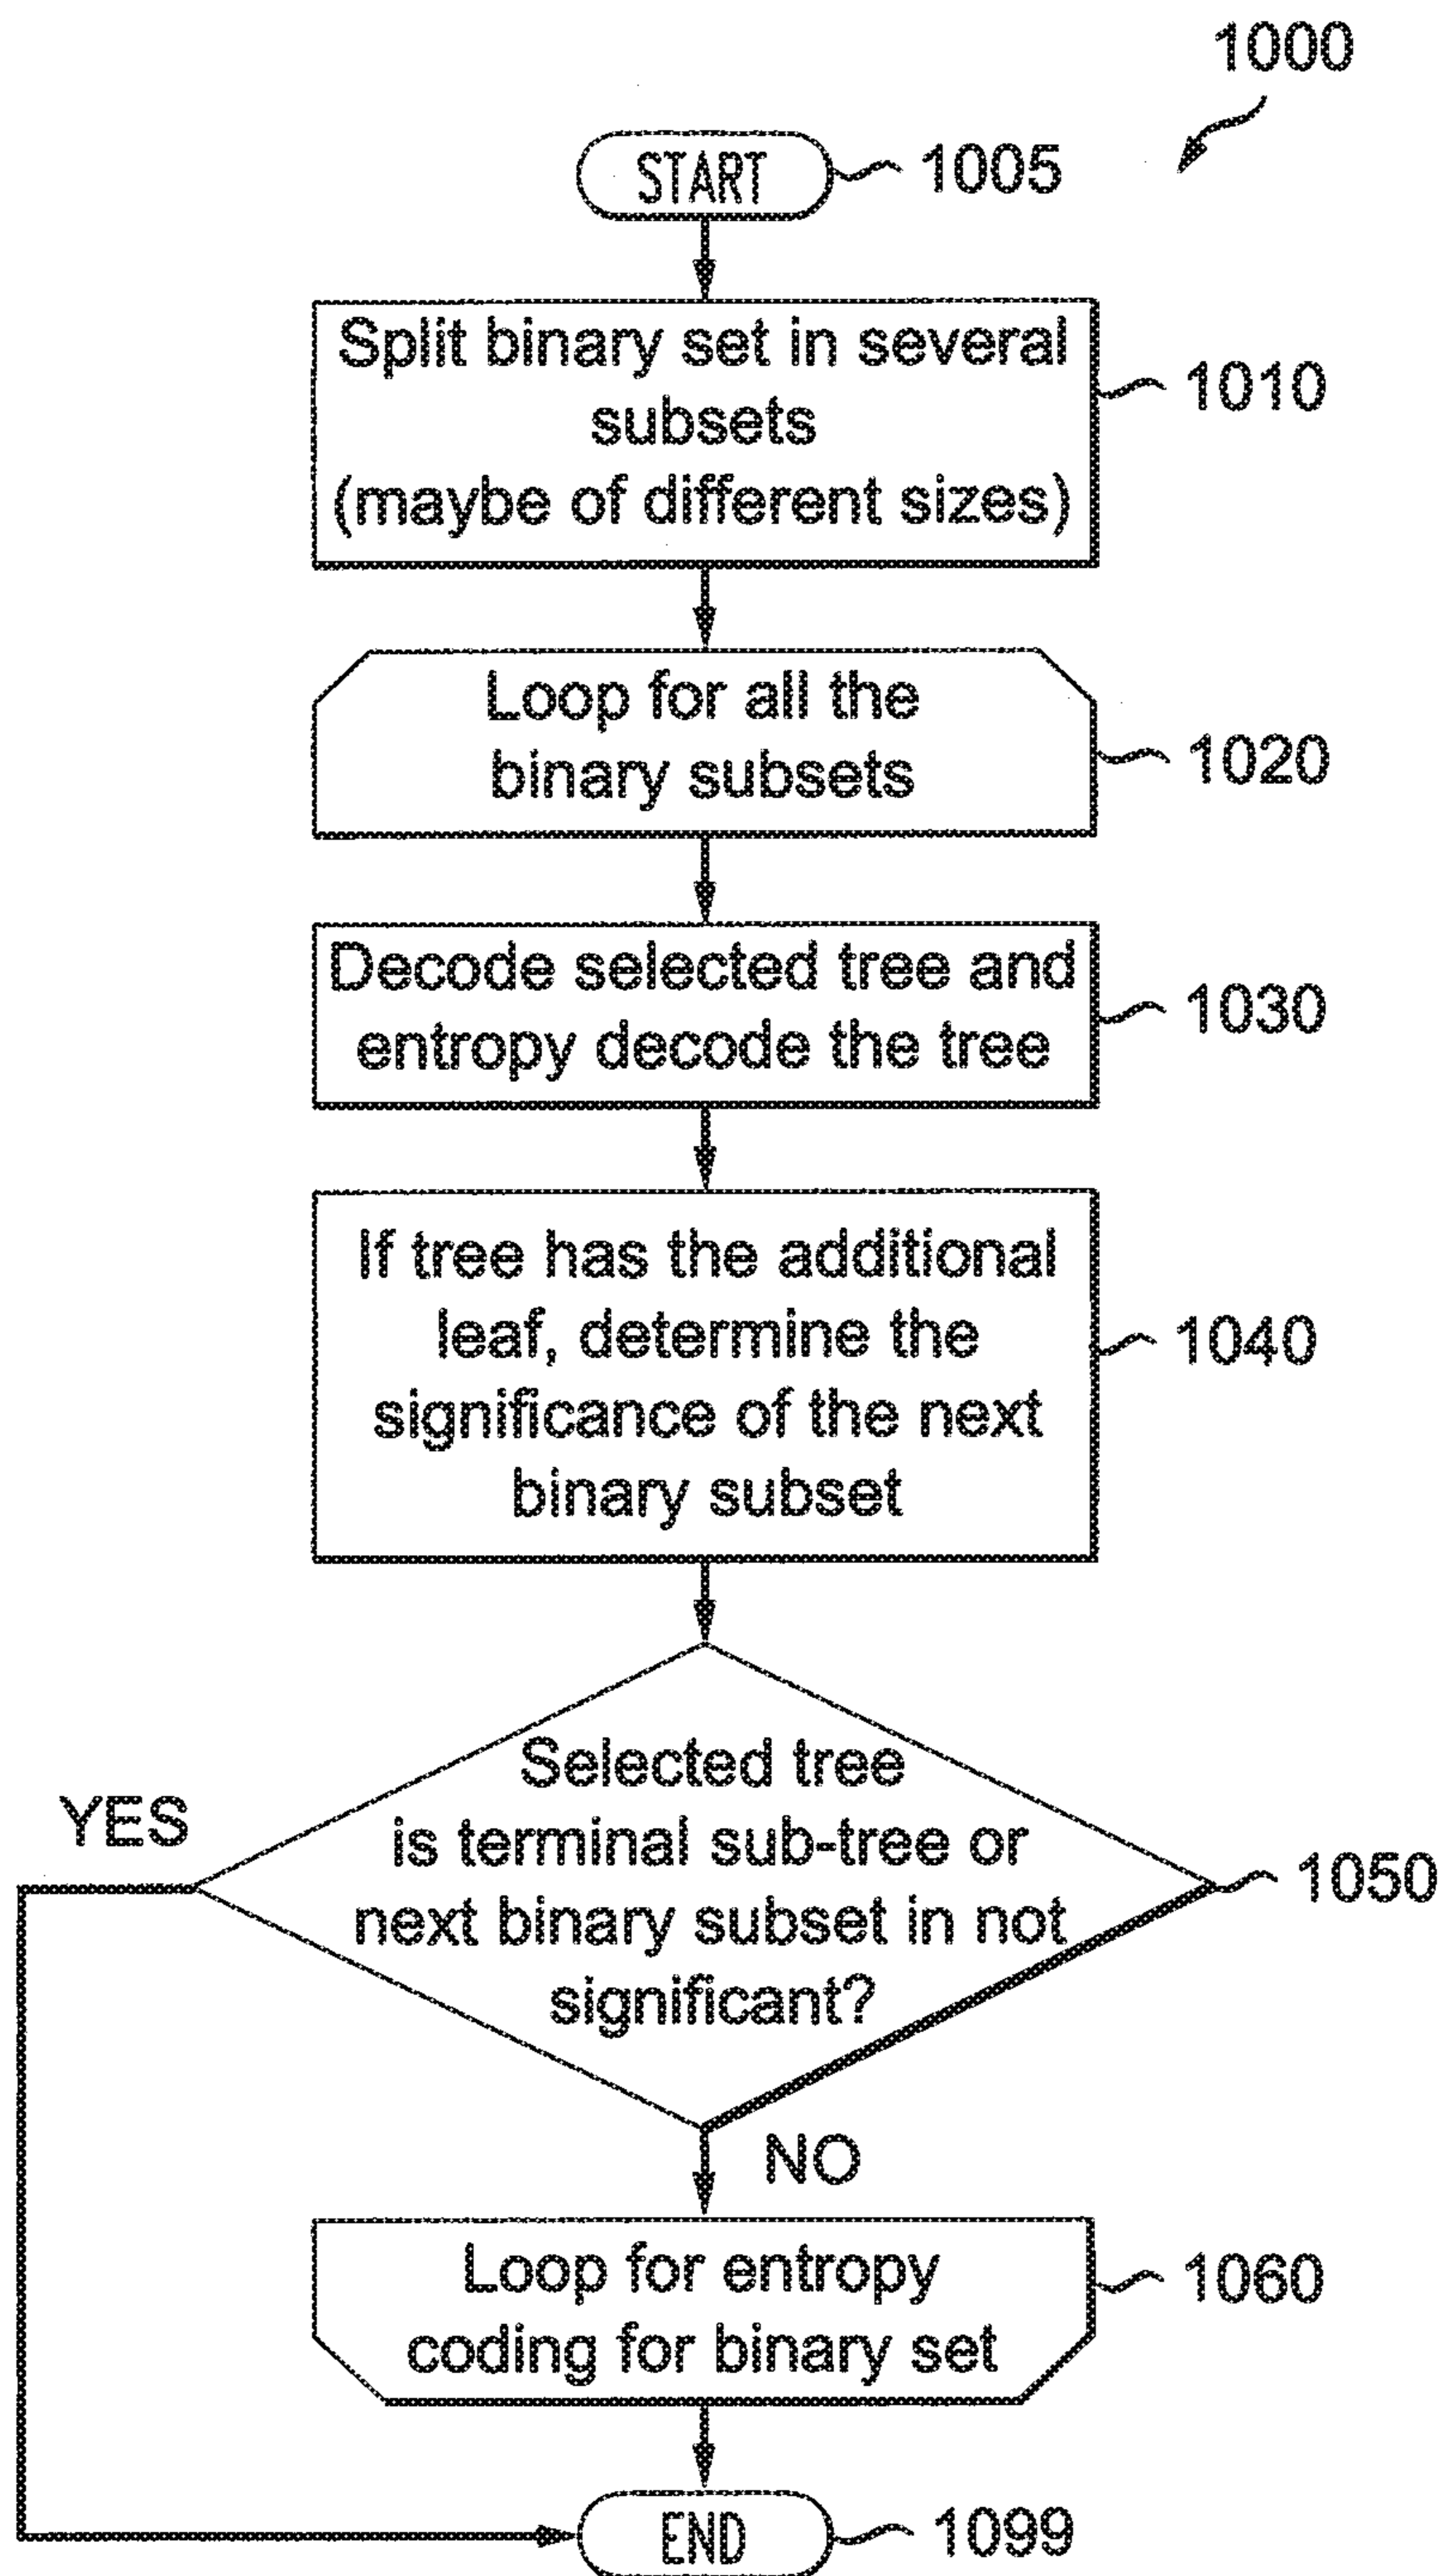 1000
START
1005
Split binary set in several
subsets
(maybe of different sizes)
1010
Loop for all the
binary subsets
1020
Decode selected tree and
entropy decode the tree
1030
If tree has the additional
leaf, determine the
significance of the next
binary subset
1040
Selected tree
is terminal sub-tree or
next binary subset in not
significant?
YES
1050
NO
Loop for entropy
coding for binary set
1060
END
1099